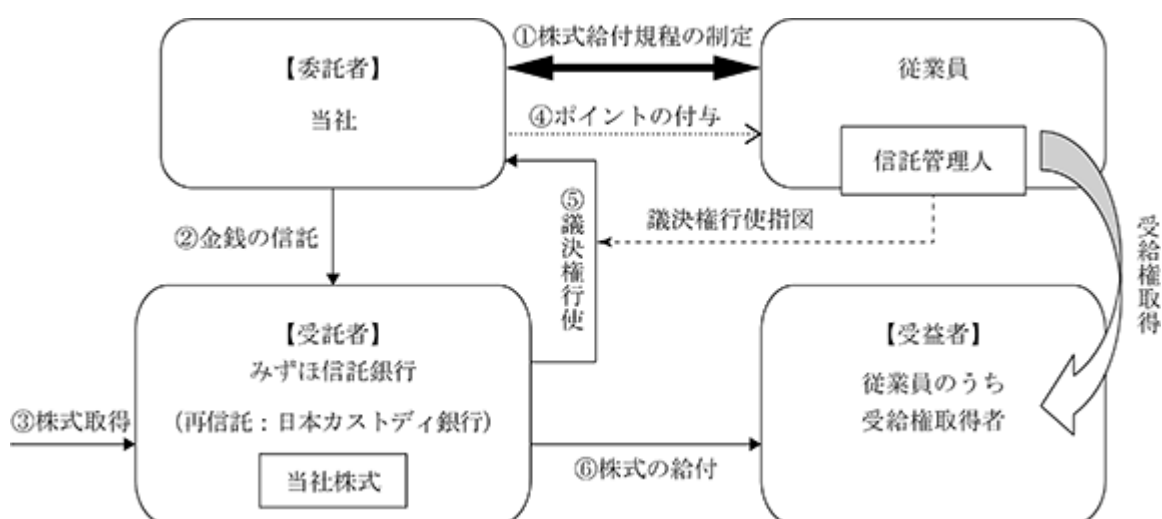 ①株式給付規程の制定
【委託者】
当社
従業員
④ポイントの付与
信託管理人
②金銭の信託
⑤議決権行使
議決権行使指図
受給権取得
【受託者】
みずほ信託銀行
(再信託:日本カストディ銀行)
当社株式
③株式取得
【受益者】
従業員のうち
受給権取得者
⑥株式の給付